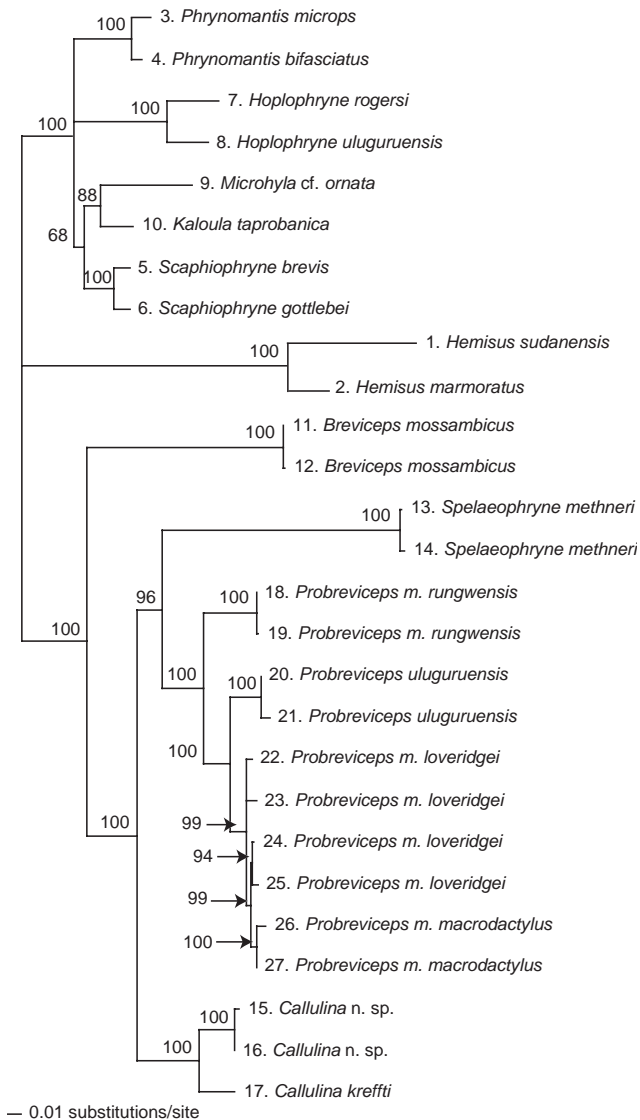 100
3. Phrynomantis microps
4. Phrynomantis bifasciatus
100
7. Hoplophryne rogersi
100
8. Hoplophryne uluguruensis
88
9. Microhyla cf. ornata
10. Kaloula taprobanica
68
100
5. Scaphiophryne brevis
6. Scaphiophryne gottlebei
100
1. Hemisus sudanensis
2. Hemisus marmoratus
100
11. Breviceps mossambicus
12. Breviceps mossambicus
100
13. Spelaeophryne methneri
14. Spelaeophryne methneri
96
100
18. Probreviceps m. rungwensis
19. Probreviceps m. rungwensis
100
100
100
20. Probreviceps uluguruensis
21. Probreviceps uluguruensis
100
22. Probreviceps m. loveridgei
23. Probreviceps m. loveridgei
100
99
24. Probreviceps m. loveridgei
94
25. Probreviceps m. loveridgei
99
26. Probreviceps m. macrodactylus
100
27. Probreviceps m. macrodactylus
15. Callulina n. sp.
100
16. Callulina n. sp.
100
17. Callulina kreffti
0.01 substitutions/site